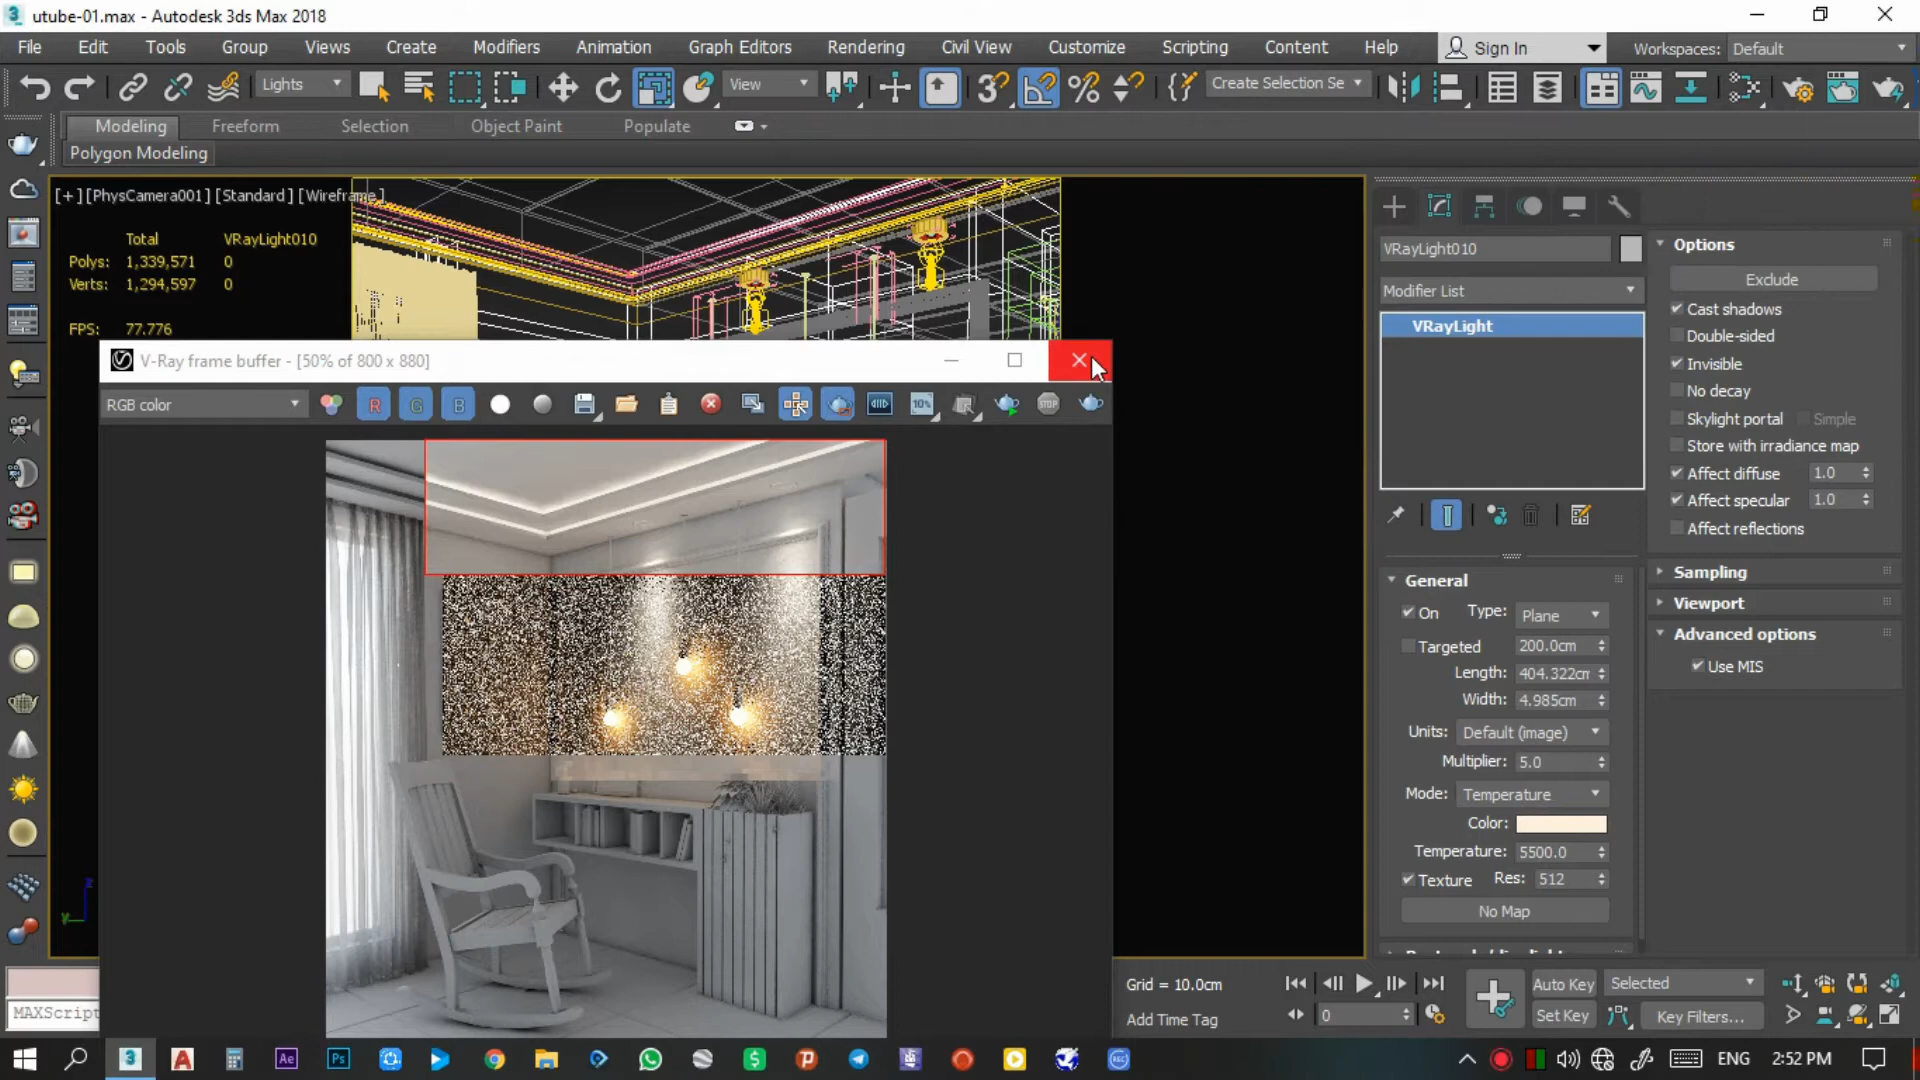 utube-01.max - Autodesk 3ds Max 2018
File Edit Tools Group Views Create Modifiers Animation Graph Editors Rendering Civil View Customize Scripting Content Help Sign In Workspaces: Default
Lights View Create Selection Se
Modeling Freeform Selection Object Paint Populate
Polygon Modeling
[+] [PhysCamera001] [Standard] [Wireframe]
Total VRayLight010
Polys: 1,339,571 0
Verts: 1,294,597 0
FPS: 77.776
V-Ray frame buffer - [50% of 800 x 880]
RGB color
R G B
10%
STOP
VRayLight010
Modifier List
VRayLight
General
On Type: Plane
Targeted 200.0cm
Length: 404.322cm
Width: 4.985cm
Units: Default (image)
Multiplier: 5.0
Mode: Temperature
Color:
Temperature: 5500.0
Texture Res: 512
No Map
Options
Exclude
Cast shadows
Double-sided
Invisible
No decay
Skylight portal Simple
Store with irradiance map
Affect diffuse 1.0
Affect specular 1.0
Affect reflections
Sampling
Viewport
Advanced options
Use MIS
MAXScript
Grid = 10.0cm
Add Time Tag
0
Auto Key Selected
Set Key Key Filters...
3 A Ae Ps
ENG 2:52 PM